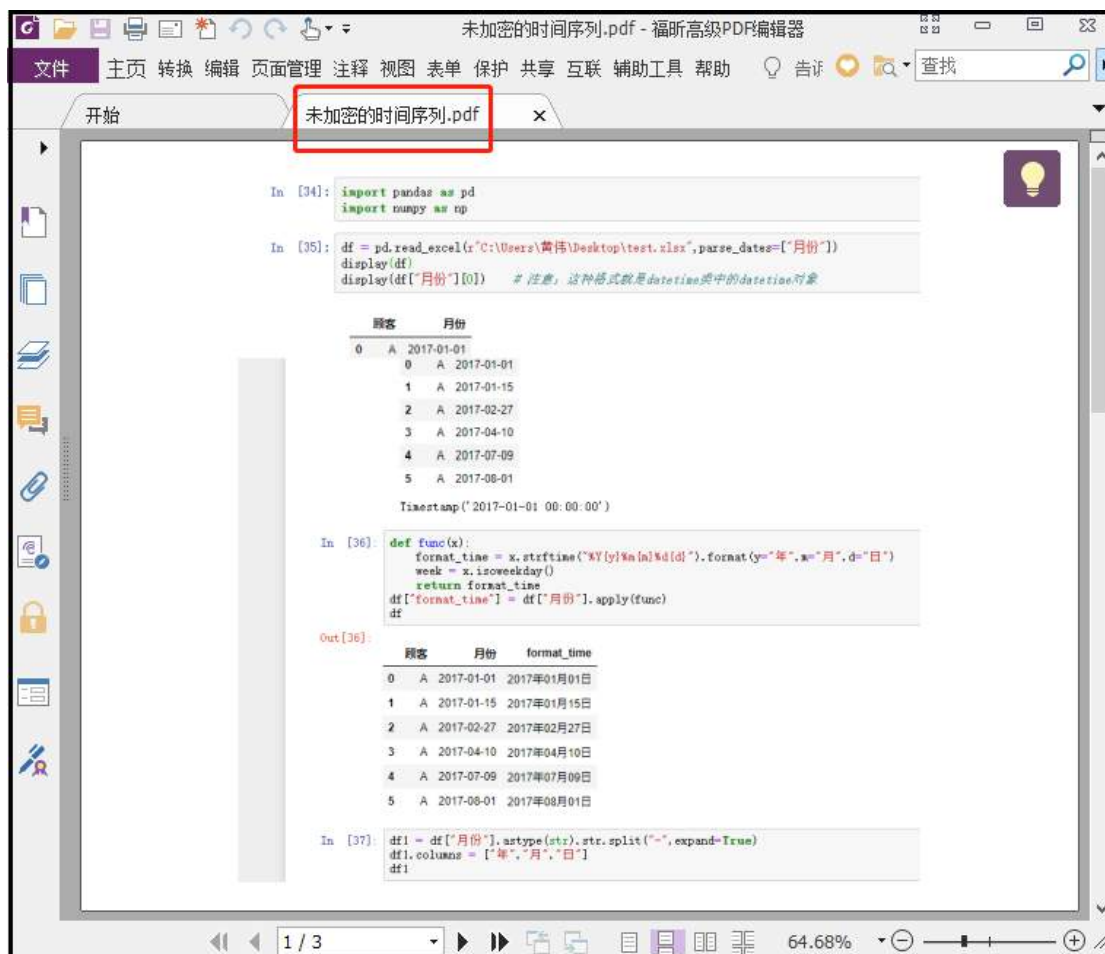 未加密的时间序列.pdf - 福昕高级PDF编辑器
文件 主页 转换 编辑 页面管理 注释 视图 表单 保护 共享 互联 辅助工具 帮助 告诉 查找
开始 未加密的时间序列.pdf ×
In [34]: import pandas as pd
import numpy as np
In [35]: df = pd.read_excel(r"C:\Users\黄伟\Desktop\test.xlsx",parse_dates=["月份"])
display(df)
display(df["月份"][0]) # 注意：这种格式就是datetime类中的datetime对象
顾客 月份
0 A 2017-01-01
0 A 2017-01-01
1 A 2017-01-15
2 A 2017-02-27
3 A 2017-04-10
4 A 2017-07-09
5 A 2017-08-01
Timestamp('2017-01-01 00:00:00')
In [36]: def func(x):
format_time = x.strftime("%Y{y}%m{m}%d{d}").format(y="年",m="月",d="日")
week = x.isoweekday()
return format_time
df["format_time"] = df["月份"].apply(func)
df
Out[36]:
顾客 月份 format_time
0 A 2017-01-01 2017年01月01日
1 A 2017-01-15 2017年01月15日
2 A 2017-02-27 2017年02月27日
3 A 2017-04-10 2017年04月10日
4 A 2017-07-09 2017年07月09日
5 A 2017-08-01 2017年08月01日
In [37]: df1 = df["月份"].astype(str).str.split("-",expand=True)
df1.columns = ["年","月","日"]
df1
1 / 3 64.68%